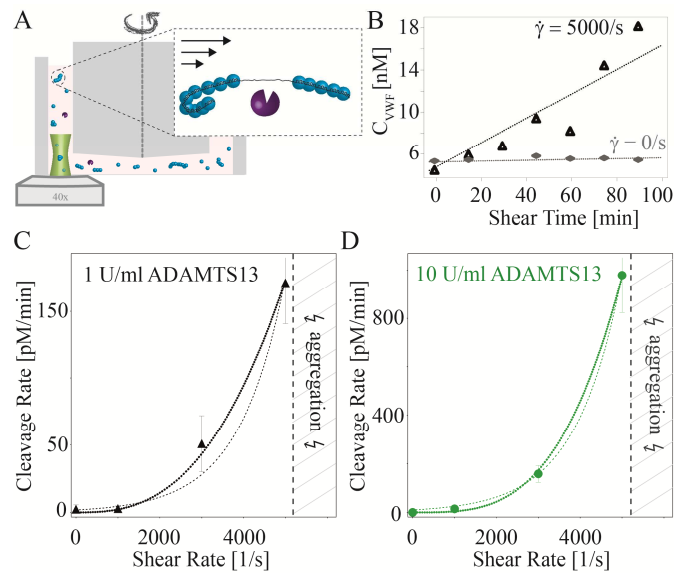 A
40x
B
γ̇ = 5000/s
γ̇ – 0/s
C_VWF [nM]
18
14
10
6
0
20
40
60
80
100
Shear Time [min]
C
1 U/ml ADAMTS13
aggregation
Cleavage Rate [pM/min]
150
50
0
0
2000
4000
Shear Rate [1/s]
D
10 U/ml ADAMTS13
aggregation
Cleavage Rate [pM/min]
800
400
0
0
2000
4000
Shear Rate [1/s]